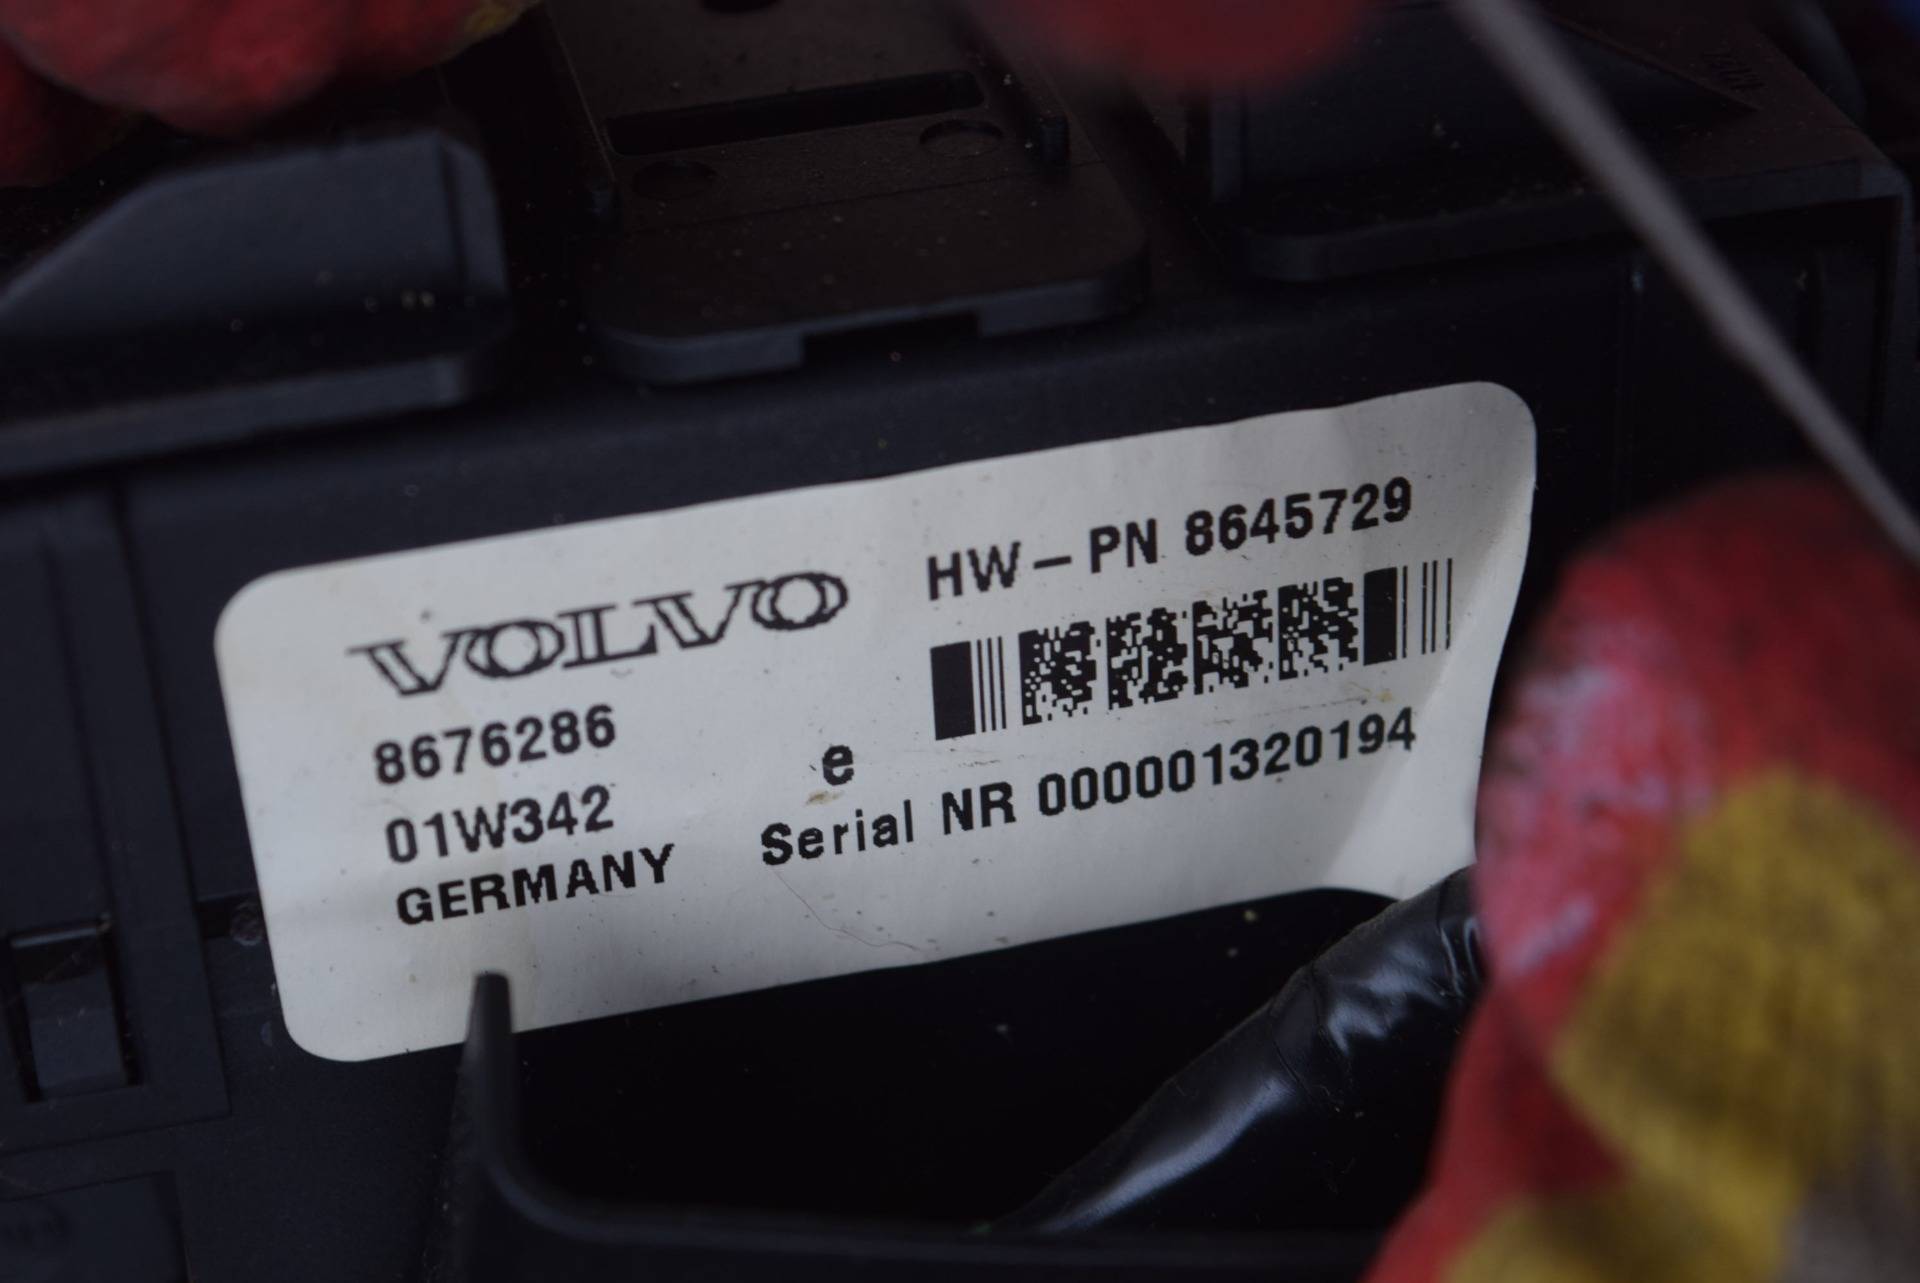 VOLVO
HW-PN 8645729
8676286
e
01W342
Serial NR 000001320194
GERMANY